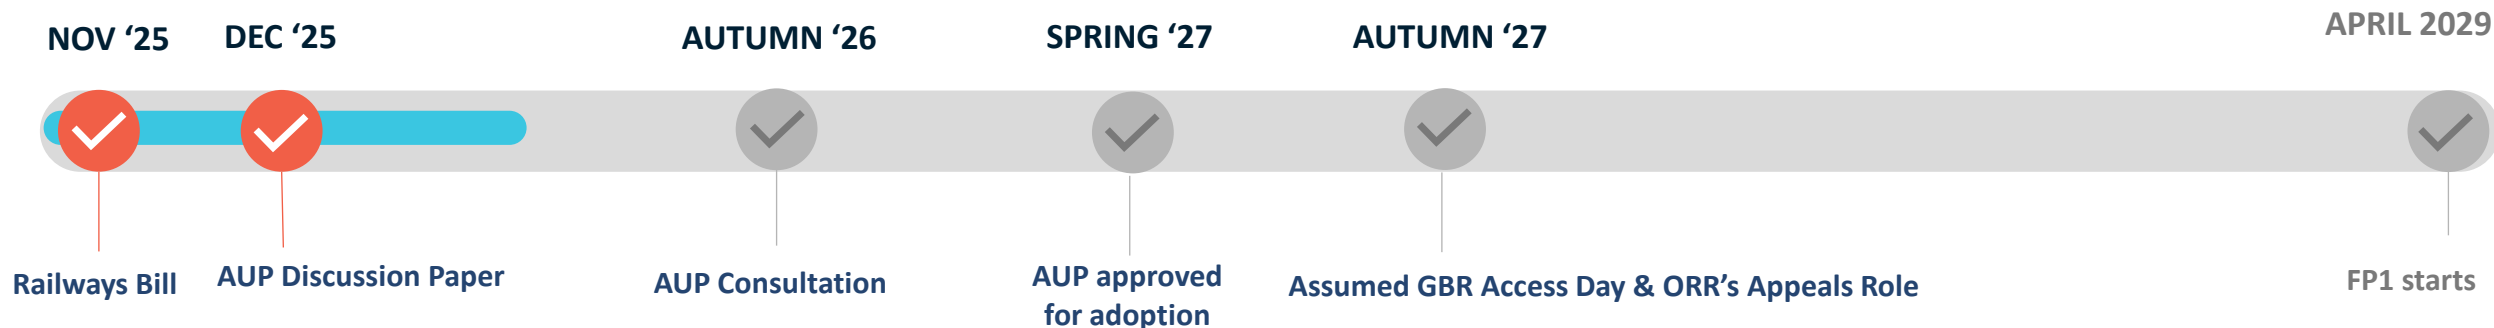 NOV ‘25
DEC ‘25
AUTUMN ‘26
SPRING ‘27
AUTUMN ‘27
APRIL 2029
Railways Bill
AUP Discussion Paper
AUP Consultation
AUP approved
for adoption
Assumed GBR Access Day & ORR’s Appeals Role
FP1 starts